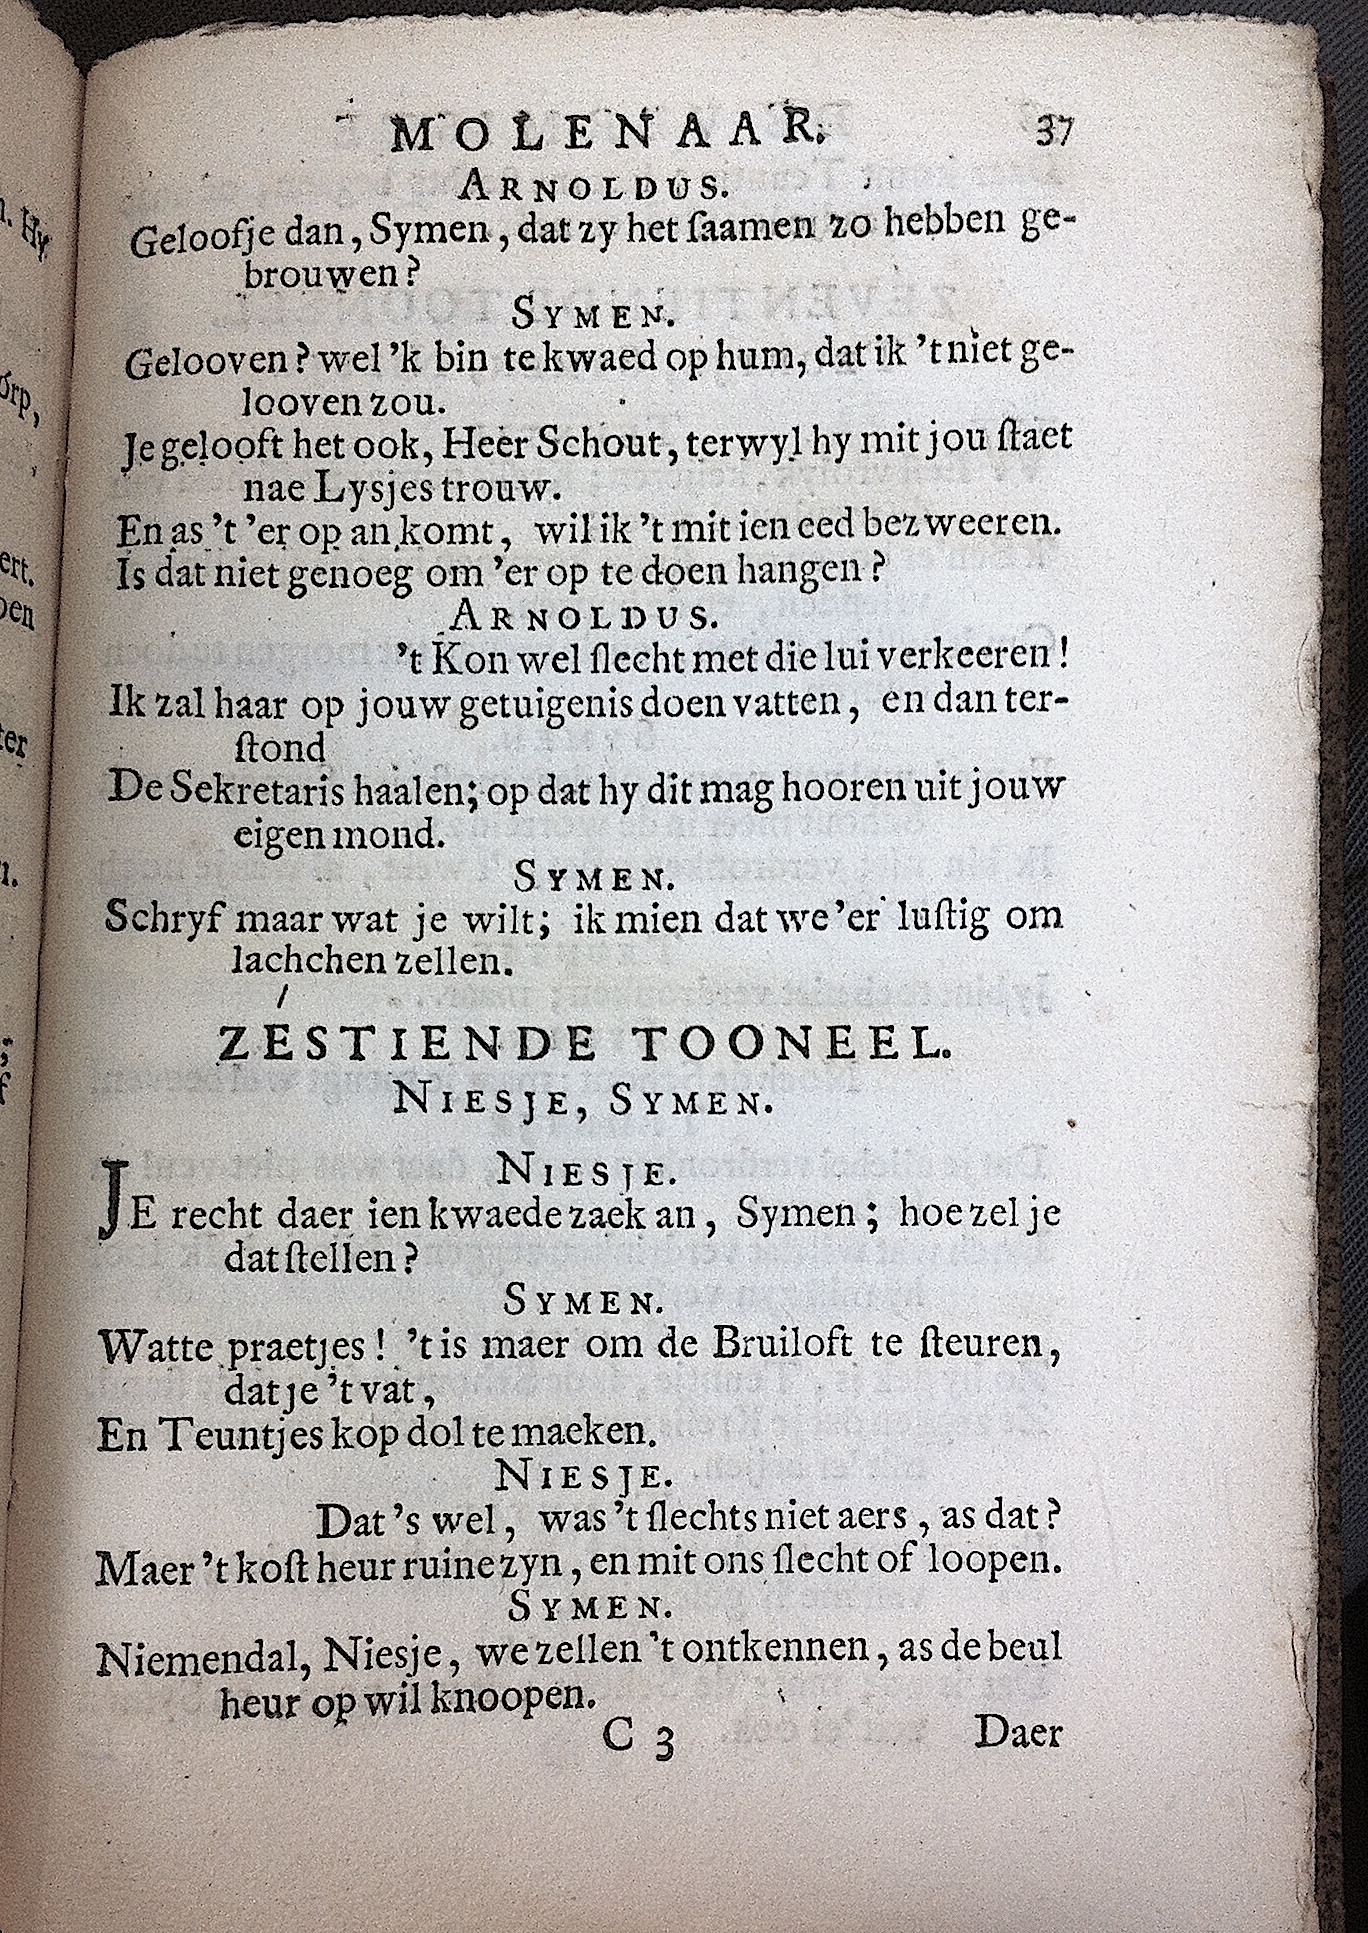 MOLENAAR. 37
ARNOLDUS.
Geloofje dan, Symen, dat zy het ſaamen zo hebben ge-
brouwen?
SYMEN.
Gelooven? wel 'k bin te kwaed op hum, dat ik 't niet ge-
looven zou.
Je gelooft het ook, Heer Schout, terwyl hy mit jou ſtaet
nae Lysjes trouw.
En as 't 'er op an komt, wil ik 't mit ien eed bezweeren.
Is dat niet genoeg om 'er op te doen hangen?
ARNOLDUS.
't Kon wel ſlecht met die lui verkeeren!
Ik zal haar op jouw getuigenis doen vatten, en dan ter-
ſtond
De Sekretaris haalen; op dat hy dit mag hooren uit jouw
eigen mond.
SYMEN.
Schryf maar wat je wilt; ik mien dat we 'er luſtig om
lachchen zellen.
ZESTIENDE TOONEEL.
NIESJE, SYMEN.
NIESJE.
JE recht daer ien kwaede zaek an, Symen; hoe zel je
dat ſtellen?
SYMEN.
Watte praetjes! 't is maer om de Bruiloft te ſteuren,
dat je 't vat,
En Teuntjes kop dol te maeken.
NIESJE.
Dat 's wel, was 't ſlechts niet aers, as dat?
Maer 't koſt heur ruine zyn, en mit ons ſlecht of loopen.
SYMEN.
Niemendal, Niesje, we zellen 't ontkennen, as de beul
heur op wil knoopen.
C 3 Daer